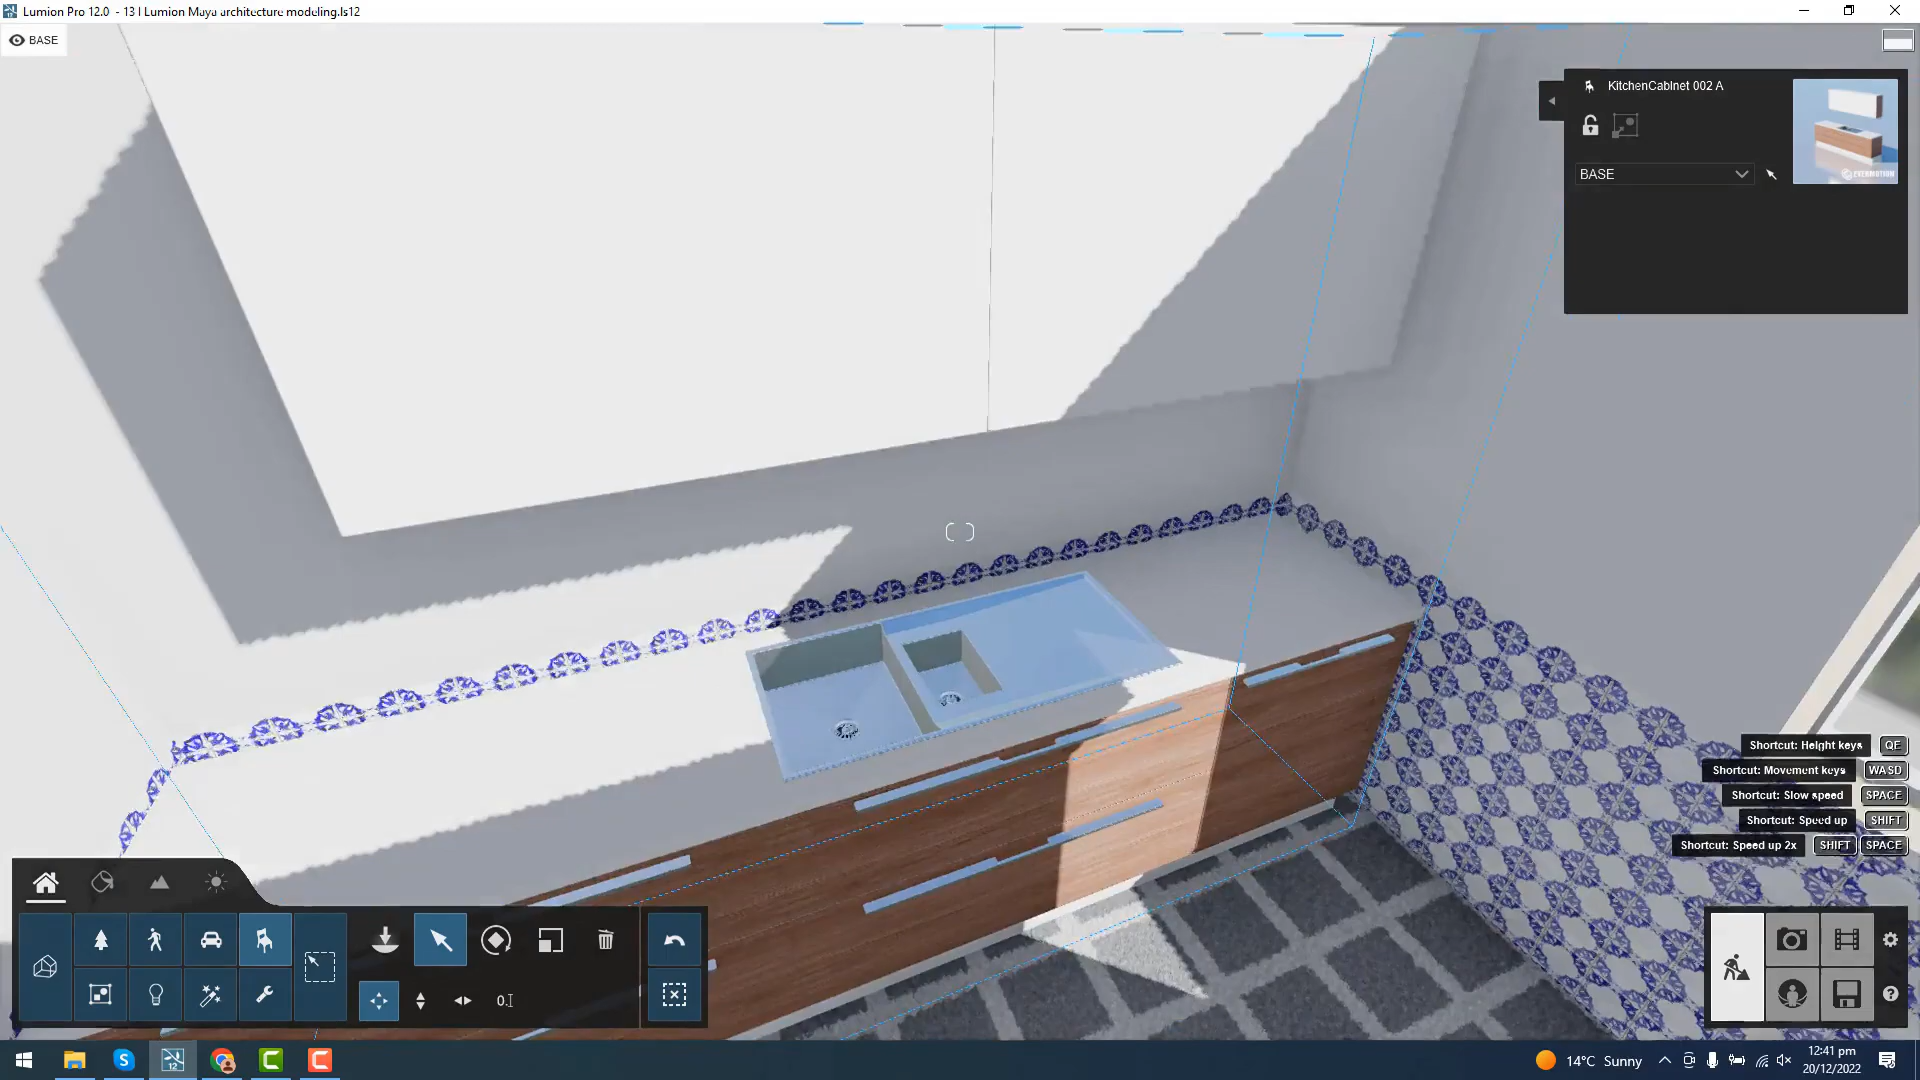 Lumion Pro 12.0 - 13 l Lumion Maya architecture modeling.ls12
BASE
KitchenCabinet 002 A
BASE
EVERMOTION
Shortcut: Height keys QE
Shortcut: Movement keys WASD
Shortcut: Slow speed SPACE
Shortcut: Speed up SHIFT
Shortcut: Speed up 2x SHIFT SPACE
0.
12
14°C Sunny
12:41 pm
20/12/2022